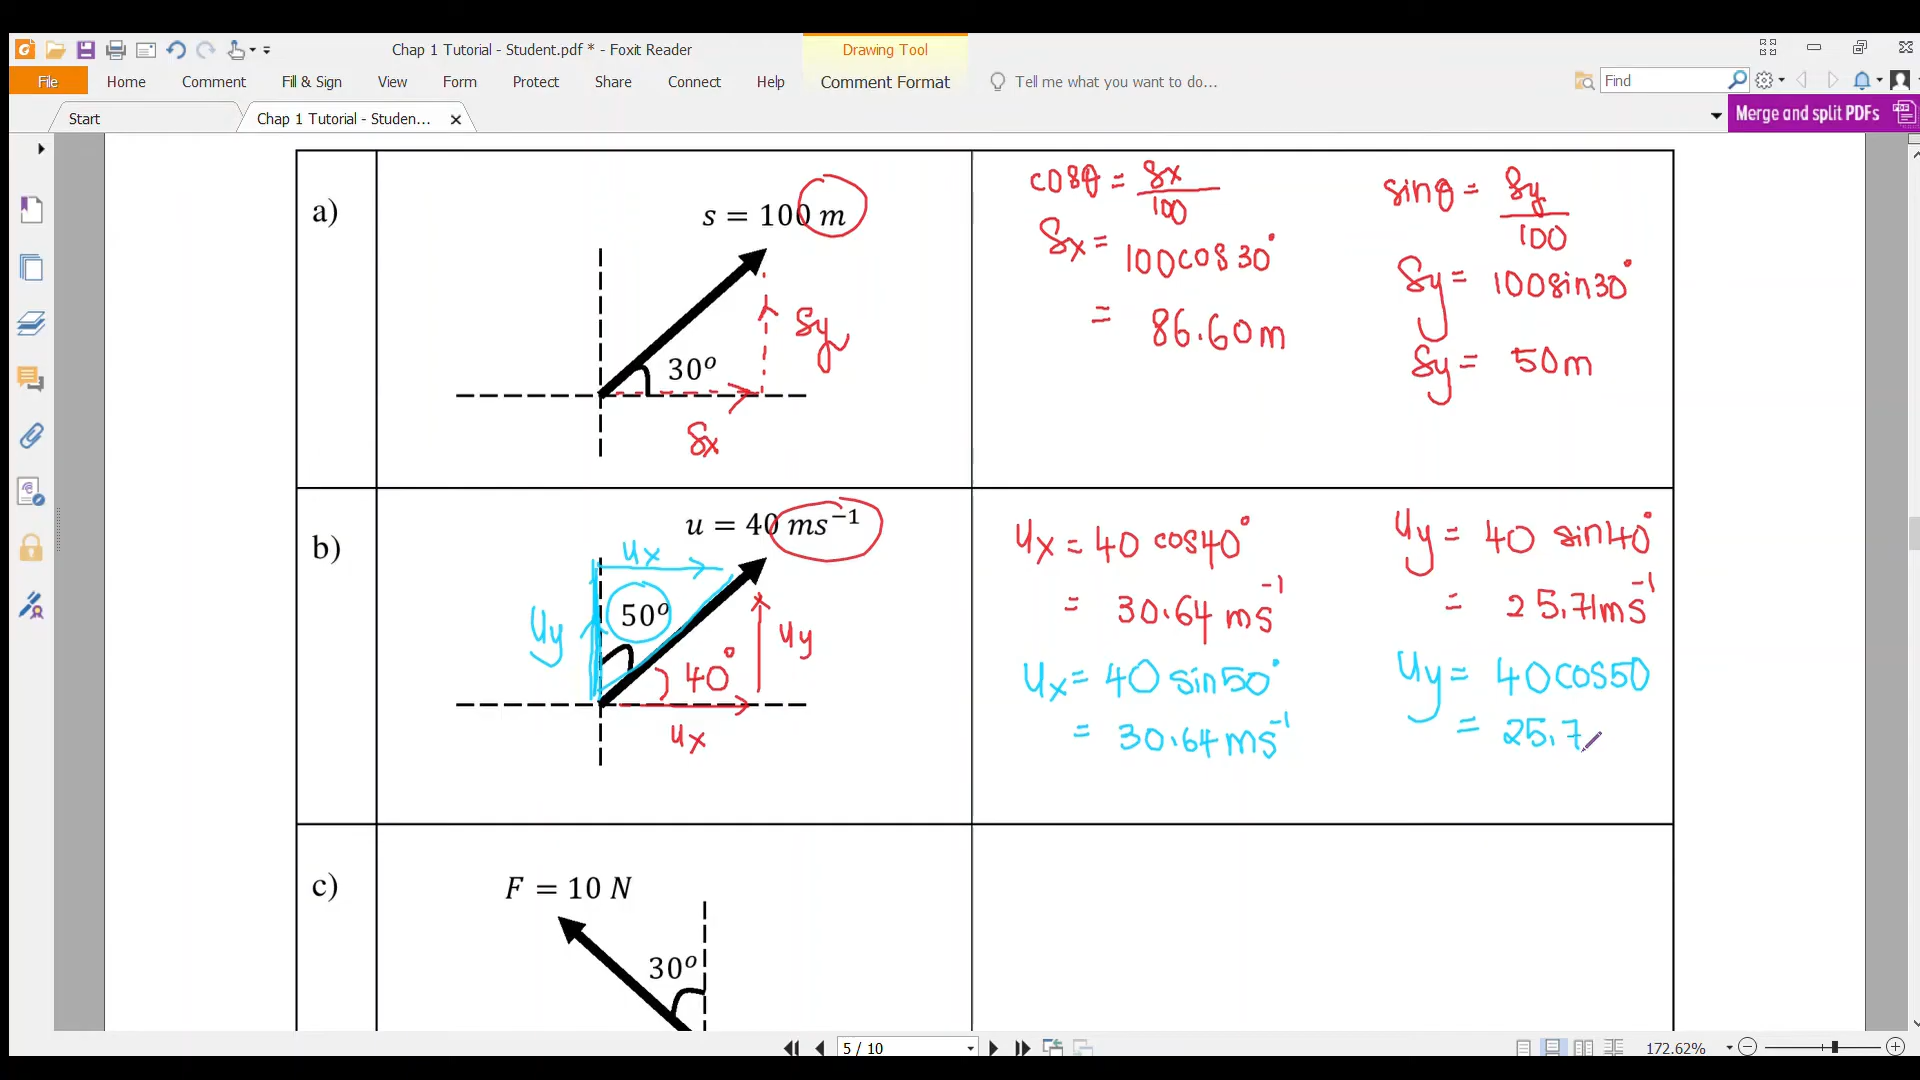 Chap 1 Tutorial - Student.pdf * - Foxit Reader
Drawing Tool
File Home Comment Fill & Sign View Form Protect Share Connect Help Comment Format Tell me what you want to do... Find
Start Chap 1 Tutorial - Studen... Merge and split PDFs
a)
s = 100 m
30°
sy
sx
cosθ = sx/100
sx = 100cos30°
= 86.60m
sinθ = sy/100
sy = 100sin30°
sy = 50m
b)
u = 40 ms⁻¹
ux
50°
uy
40°
uy
ux
ux = 40 cos40°
= 30.64 ms⁻¹
ux = 40 sin50°
= 30.64 ms⁻¹
uy = 40 sin40°
= 25.71ms⁻¹
uy = 40cos50
= 25.7
c)
F = 10 N
30°
5 / 10
172.62%